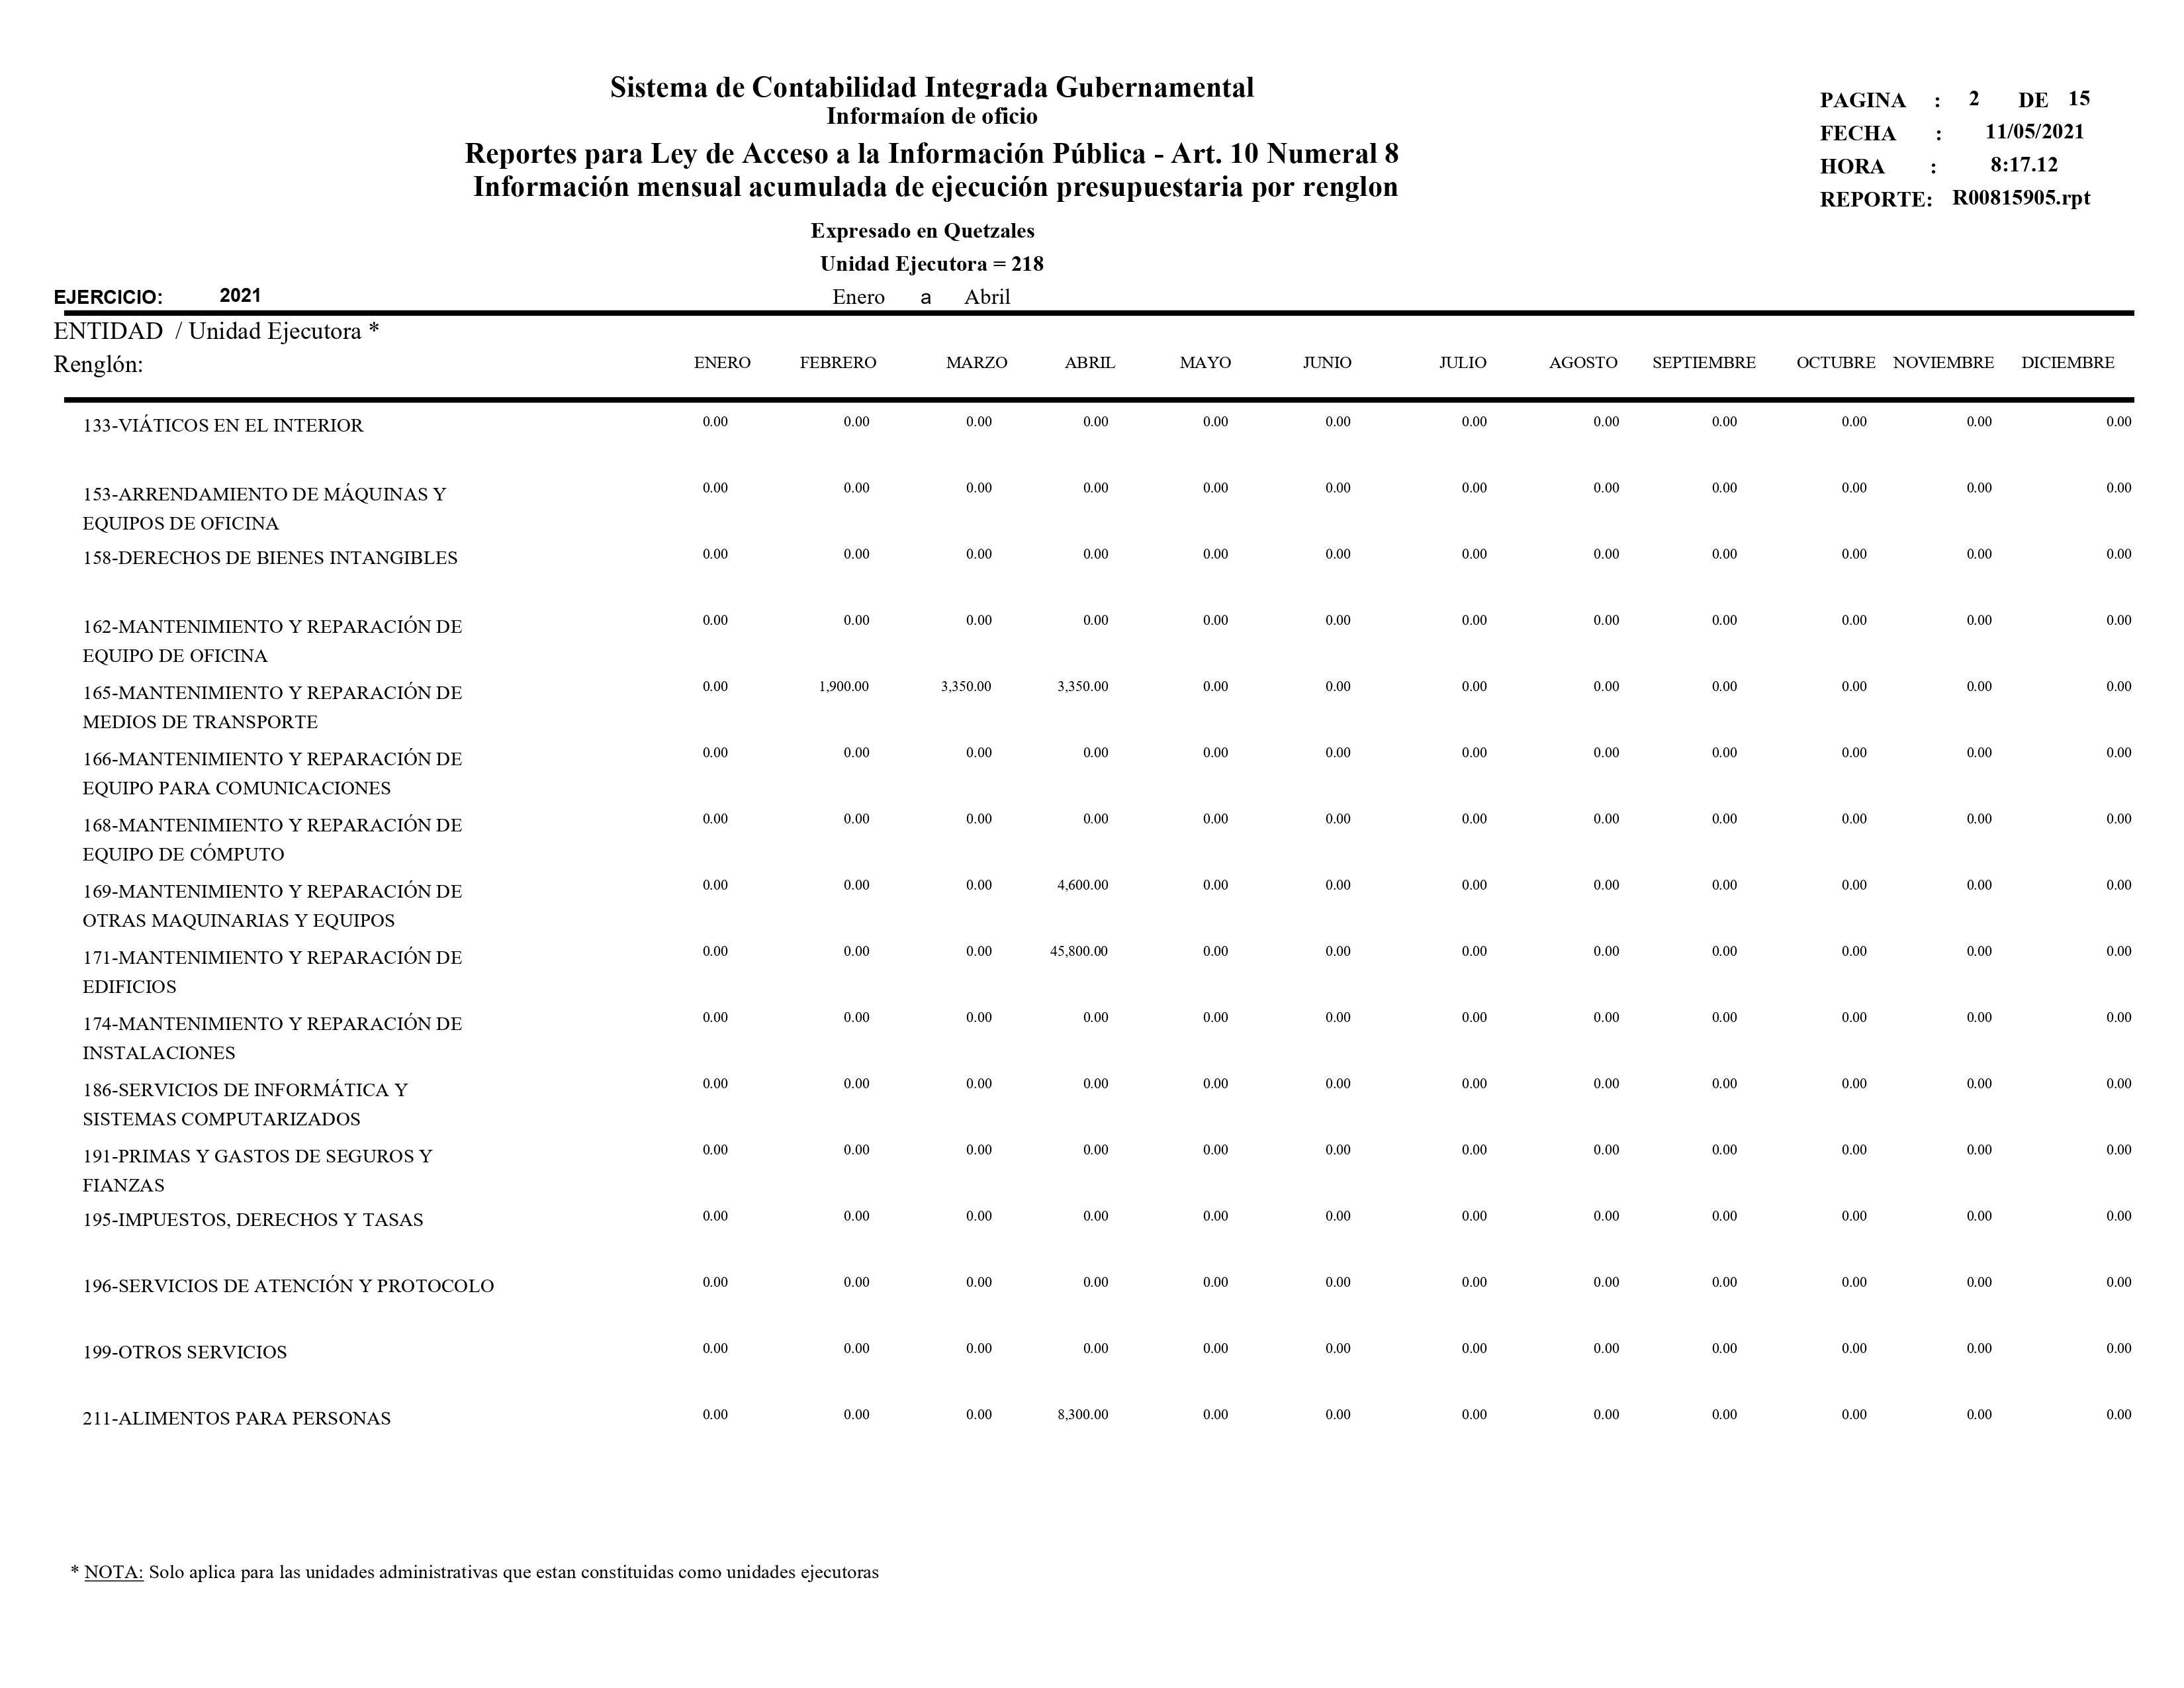 Sistema de Contabilidad Integrada Gubernamental
Informaíon de oficio
Reportes para Ley de Acceso a la Información Pública - Art. 10 Numeral 8
Información mensual acumulada de ejecución presupuestaria por renglon
Expresado en Quetzales
Unidad Ejecutora = 218
PAGINA : 2 DE 15
FECHA : 11/05/2021
HORA : 8:17.12
REPORTE: R00815905.rpt
EJERCICIO: 2021 Enero a Abril
ENTIDAD / Unidad Ejecutora *
Renglón: ENERO FEBRERO MARZO ABRIL MAYO JUNIO JULIO AGOSTO SEPTIEMBRE OCTUBRE NOVIEMBRE DICIEMBRE
133-VIÁTICOS EN EL INTERIOR 0.00 0.00 0.00 0.00 0.00 0.00 0.00 0.00 0.00 0.00 0.00 0.00
153-ARRENDAMIENTO DE MÁQUINAS Y 0.00 0.00 0.00 0.00 0.00 0.00 0.00 0.00 0.00 0.00 0.00 0.00
EQUIPOS DE OFICINA
158-DERECHOS DE BIENES INTANGIBLES 0.00 0.00 0.00 0.00 0.00 0.00 0.00 0.00 0.00 0.00 0.00 0.00
162-MANTENIMIENTO Y REPARACIÓN DE 0.00 0.00 0.00 0.00 0.00 0.00 0.00 0.00 0.00 0.00 0.00 0.00
EQUIPO DE OFICINA
165-MANTENIMIENTO Y REPARACIÓN DE 0.00 1,900.00 3,350.00 3,350.00 0.00 0.00 0.00 0.00 0.00 0.00 0.00 0.00
MEDIOS DE TRANSPORTE
166-MANTENIMIENTO Y REPARACIÓN DE 0.00 0.00 0.00 0.00 0.00 0.00 0.00 0.00 0.00 0.00 0.00 0.00
EQUIPO PARA COMUNICACIONES
168-MANTENIMIENTO Y REPARACIÓN DE 0.00 0.00 0.00 0.00 0.00 0.00 0.00 0.00 0.00 0.00 0.00 0.00
EQUIPO DE CÓMPUTO
169-MANTENIMIENTO Y REPARACIÓN DE 0.00 0.00 0.00 4,600.00 0.00 0.00 0.00 0.00 0.00 0.00 0.00 0.00
OTRAS MAQUINARIAS Y EQUIPOS
171-MANTENIMIENTO Y REPARACIÓN DE 0.00 0.00 0.00 45,800.00 0.00 0.00 0.00 0.00 0.00 0.00 0.00 0.00
EDIFICIOS
174-MANTENIMIENTO Y REPARACIÓN DE 0.00 0.00 0.00 0.00 0.00 0.00 0.00 0.00 0.00 0.00 0.00 0.00
INSTALACIONES
186-SERVICIOS DE INFORMÁTICA Y 0.00 0.00 0.00 0.00 0.00 0.00 0.00 0.00 0.00 0.00 0.00 0.00
SISTEMAS COMPUTARIZADOS
191-PRIMAS Y GASTOS DE SEGUROS Y 0.00 0.00 0.00 0.00 0.00 0.00 0.00 0.00 0.00 0.00 0.00 0.00
FIANZAS
195-IMPUESTOS, DERECHOS Y TASAS 0.00 0.00 0.00 0.00 0.00 0.00 0.00 0.00 0.00 0.00 0.00 0.00
196-SERVICIOS DE ATENCIÓN Y PROTOCOLO 0.00 0.00 0.00 0.00 0.00 0.00 0.00 0.00 0.00 0.00 0.00 0.00
199-OTROS SERVICIOS 0.00 0.00 0.00 0.00 0.00 0.00 0.00 0.00 0.00 0.00 0.00 0.00
211-ALIMENTOS PARA PERSONAS 0.00 0.00 0.00 8,300.00 0.00 0.00 0.00 0.00 0.00 0.00 0.00 0.00
* NOTA: Solo aplica para las unidades administrativas que estan constituidas como unidades ejecutoras